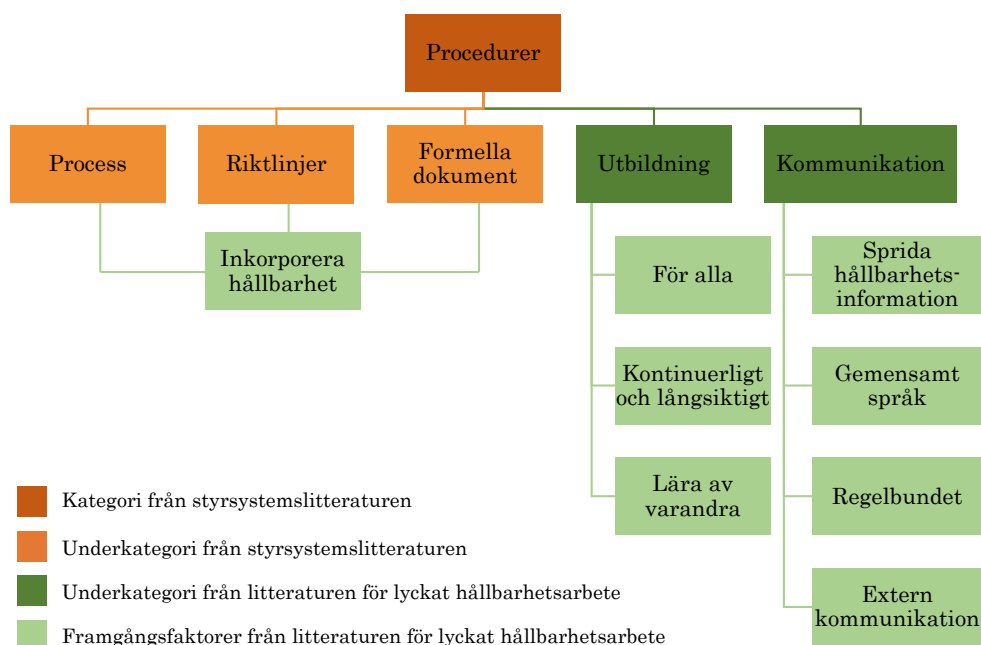 Procedurer
Process
Riktlinjer
Formella
dokument
Utbildning
Kommunikation
Inkorporera
hållbarhet
För alla
Kontinuerligt
och långsiktigt
Lära av
varandra
Sprida
hållbarhets-
information
Gemensamt
språk
Regelbundet
Extern
kommunikation
Kategori från styrsystemslitteraturen
Underkategori från styrsystemslitteraturen
Underkategori från litteraturen för lyckat hållbarhetsarbete
Framgångsfaktorer från litteraturen för lyckat hållbarhetsarbete